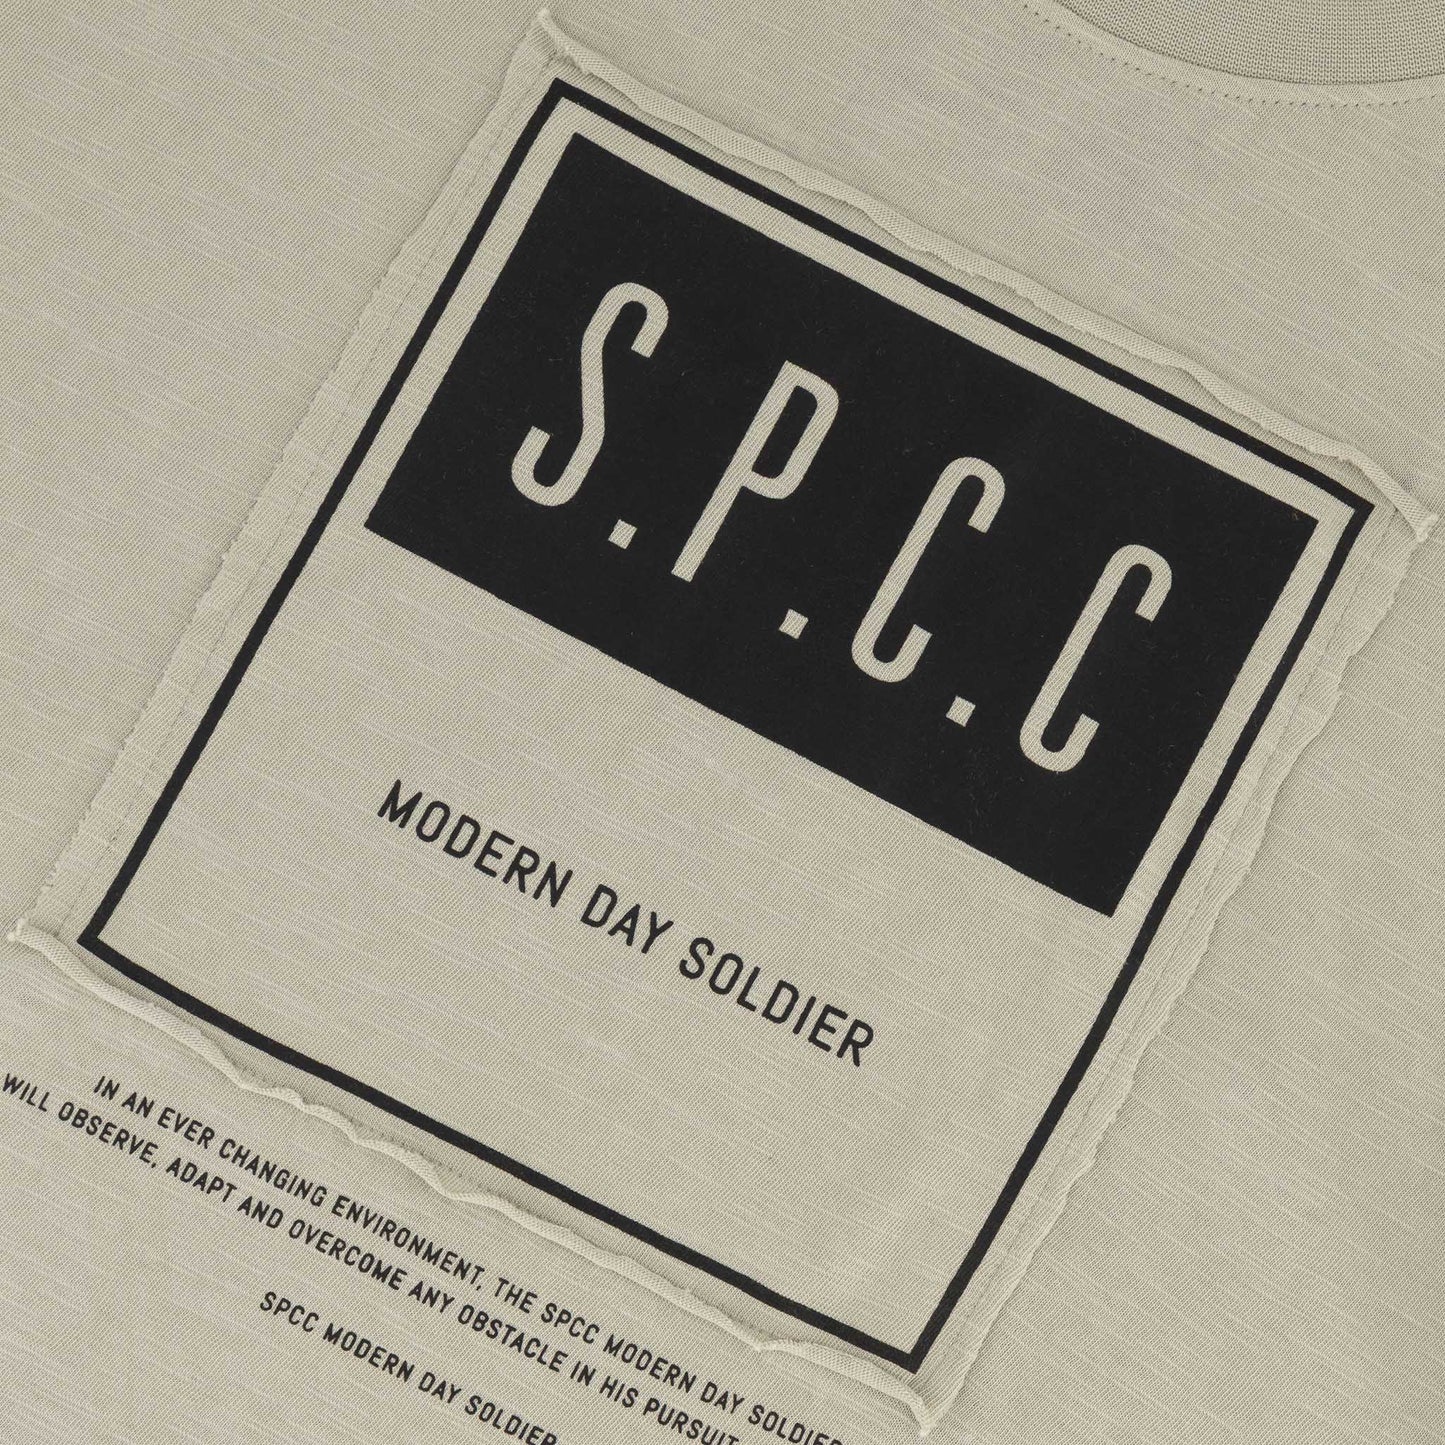 S.P.C.C
MODERN DAY SOLDIER
IN AN EVER CHANGING ENVIRONMENT, THE SPCC MODERN DAY SOLDIER
WILL OBSERVE, ADAPT AND OVERCOME ANY OBSTACLE IN HIS PURSUIT
SPCC MODERN DAY SOLDIER